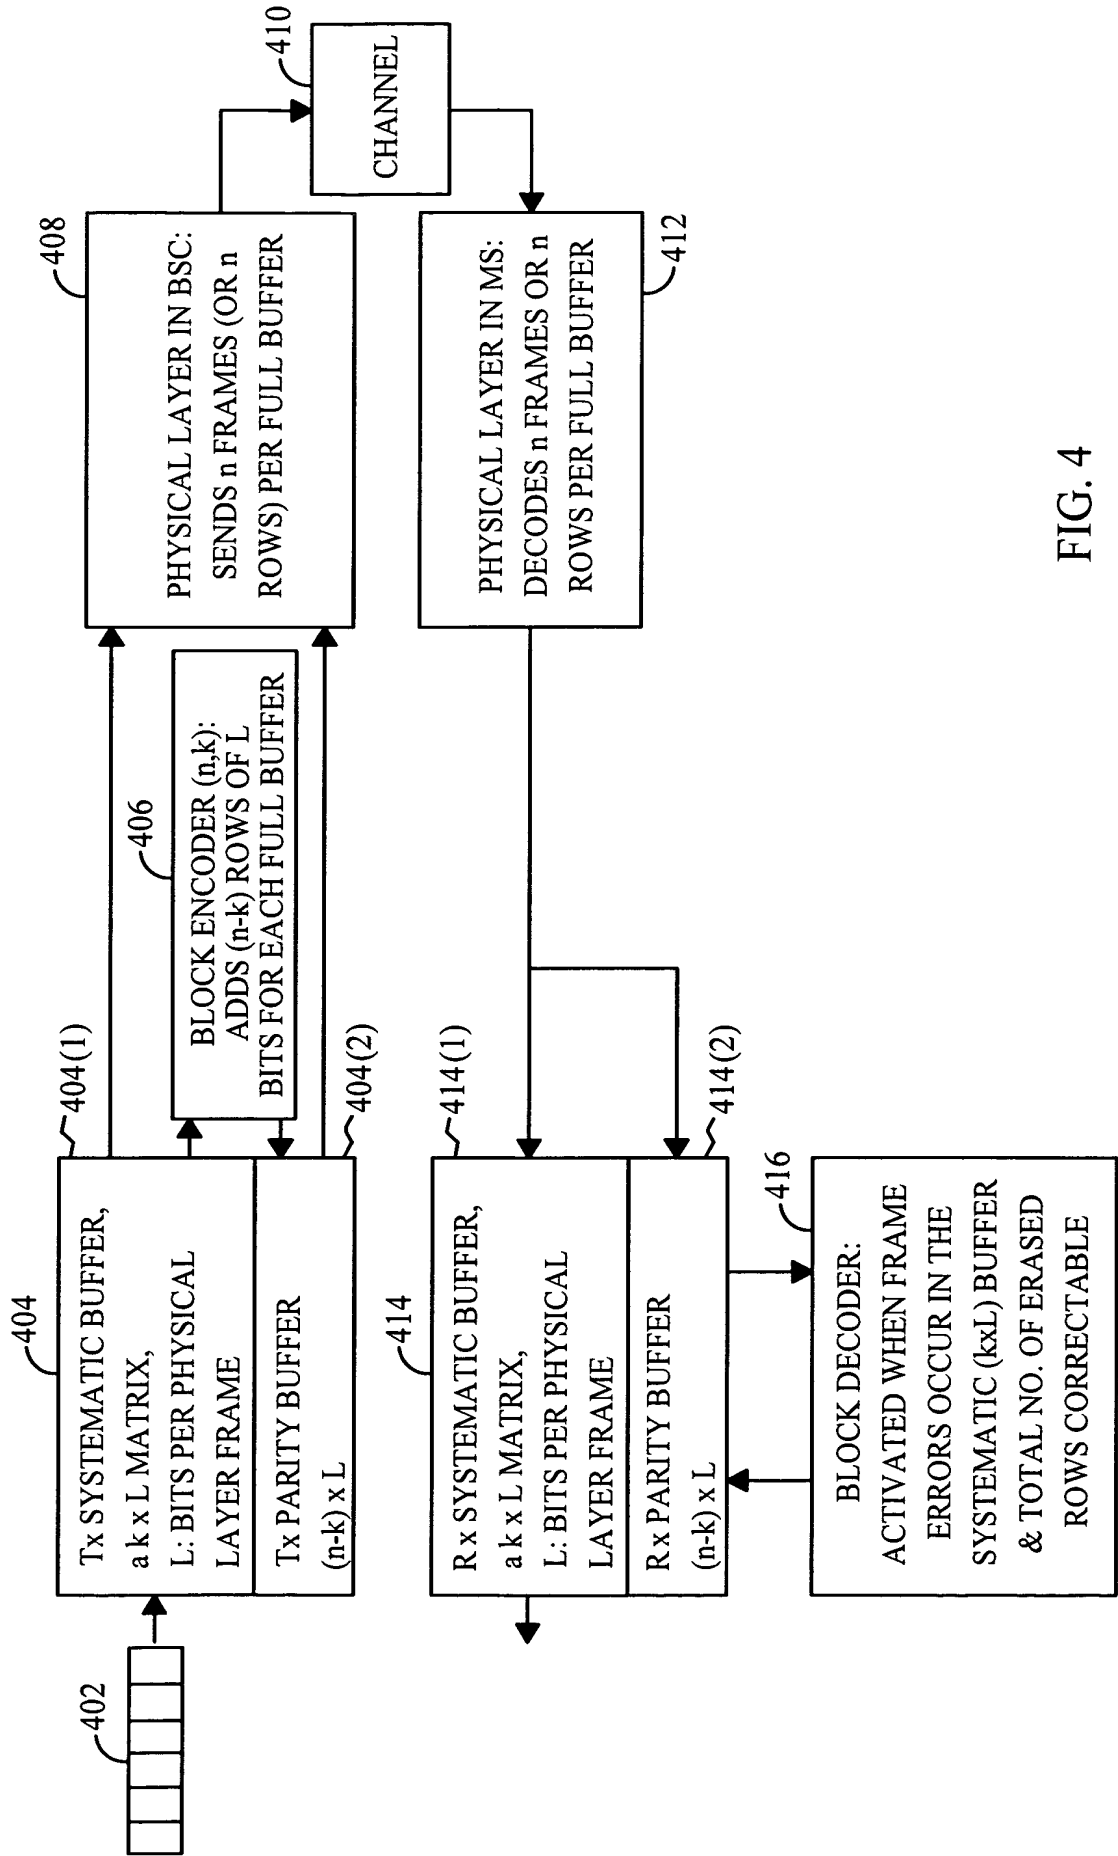 402
404
404(1)
Tx SYSTEMATIC BUFFER,
a k x L MATRIX,
L: BITS PER PHYSICAL
LAYER FRAME
Tx PARITY BUFFER
(n-k) x L
404(2)
406
BLOCK ENCODER (n,k):
ADDS (n-k) ROWS OF L
BITS FOR EACH FULL BUFFER
408
PHYSICAL LAYER IN BSC:
SENDS n FRAMES (OR n
ROWS) PER FULL BUFFER
410
CHANNEL
412
PHYSICAL LAYER IN MS:
DECODES n FRAMES OR n
ROWS PER FULL BUFFER
414
414(1)
Rx SYSTEMATIC BUFFER,
a k x L MATRIX,
L: BITS PER PHYSICAL
LAYER FRAME
Rx PARITY BUFFER
(n-k) x L
414(2)
416
BLOCK DECODER:
ACTIVATED WHEN FRAME
ERRORS OCCUR IN THE
SYSTEMATIC (kxL) BUFFER
& TOTAL NO. OF ERASED
ROWS CORRECTABLE
FIG. 4